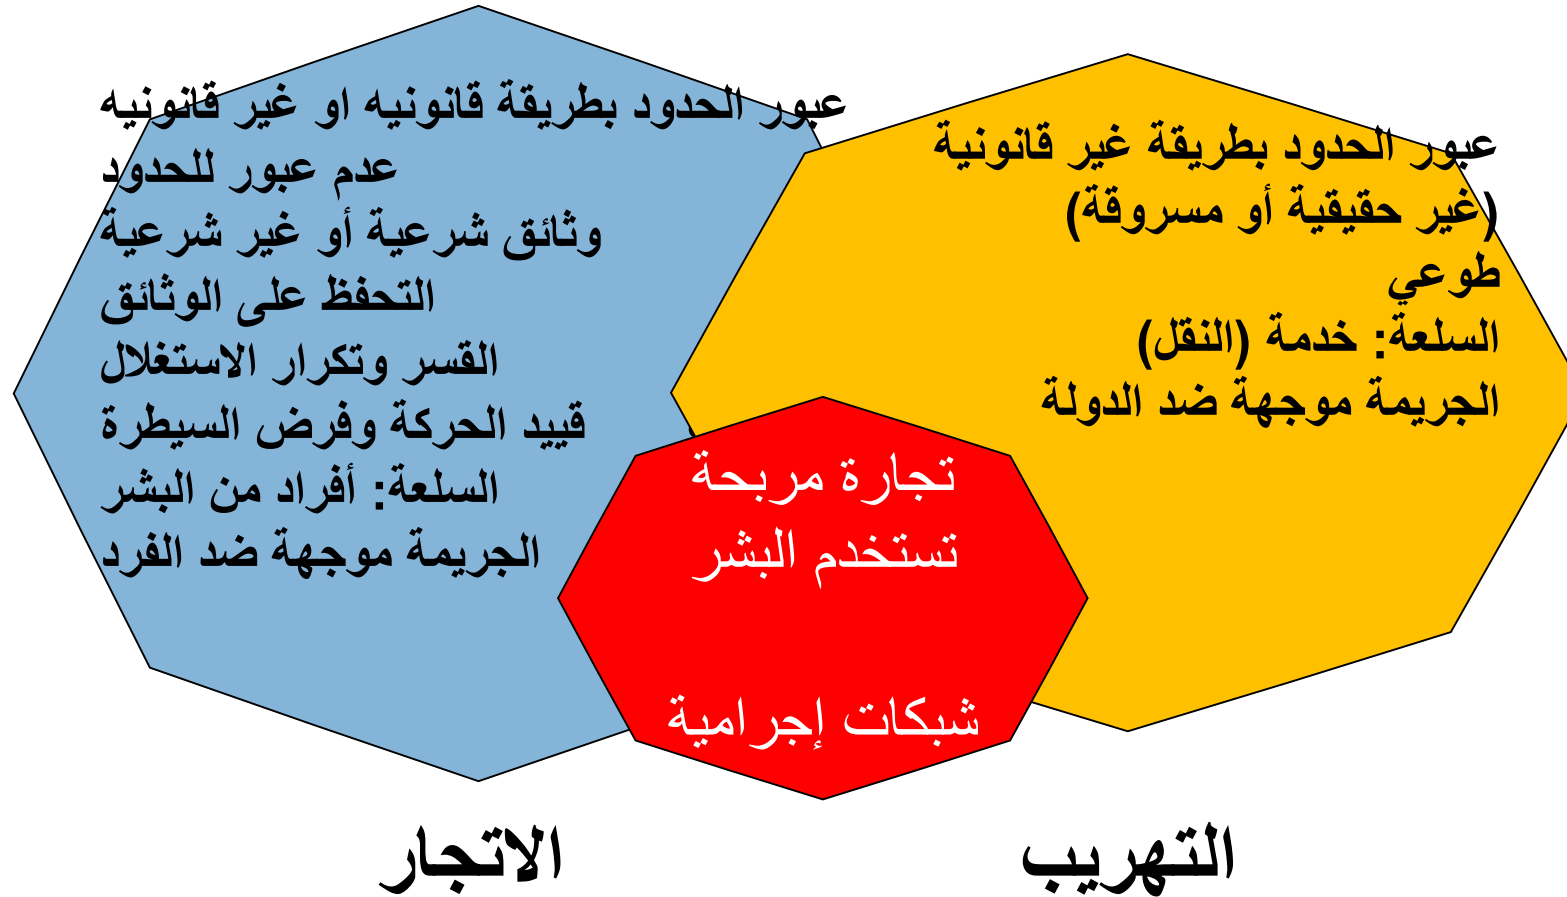 عبور الحدود بطريقة غير قانونية
(غير حقيقية أو مسروقة)
طوعي
السلعة: خدمة (النقل)
الجريمة موجهة ضد الدولة
عبور الحدود بطريقة قانونيه او غير قانونيه
عدم عبور للحدود
وثائق شرعية أو غير شرعية
التحفظ على الوثائق
القسر وتكرار الاستغلال
قييد الحركة وفرض السيطرة
السلعة: أفراد من البشر
الجريمة موجهة ضد الفرد
تجارة مربحة
تستخدم البشر
شبكات إجرامية
التهريب
الاتجار